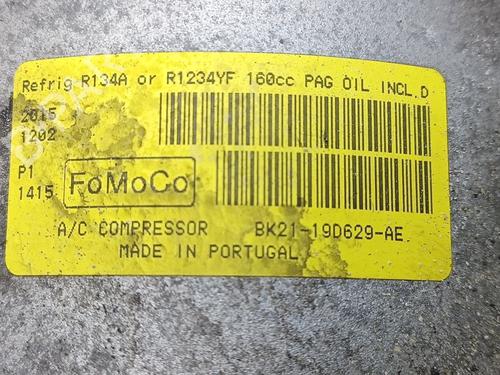 Refrig R134A or R1234YF 160cc PAG OIL INCL.D
2015
1202
P1
1415
FoMoCo
A/C COMPRESSOR BK21-19D629-AE
MADE IN PORTUGAL